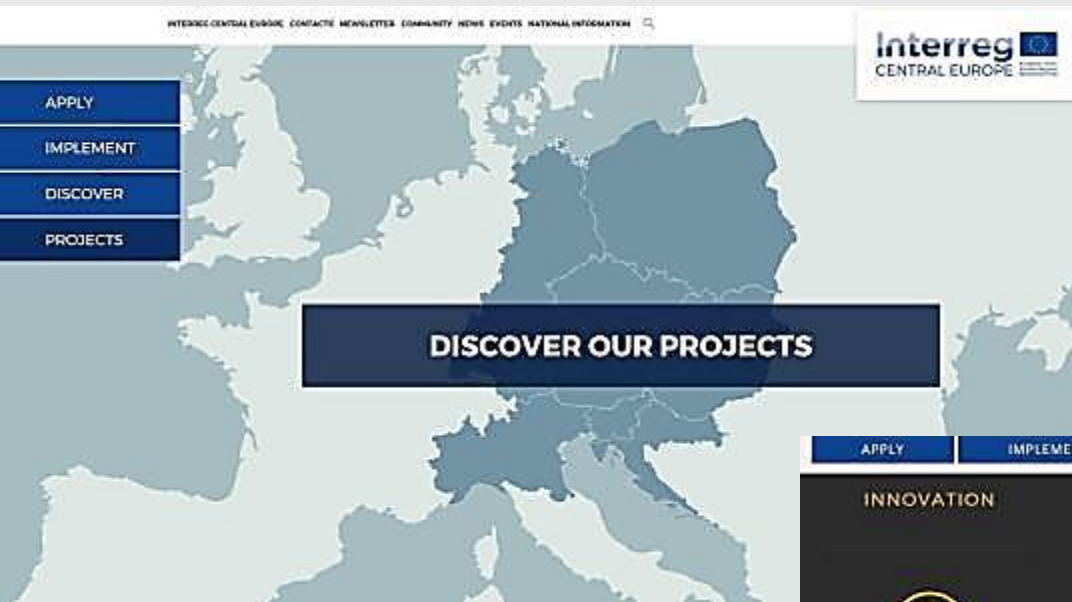 INTERREG CENTRAL EUROPE CONTACTS NEWSLETTER COMMUNITY NEWS EVENTS NATIONAL INFORMATION
Interreg
CENTRAL EUROPE
APPLY
IMPLEMENT
DISCOVER
PROJECTS
DISCOVER OUR PROJECTS
APPLY IMPLEME
INNOVATION